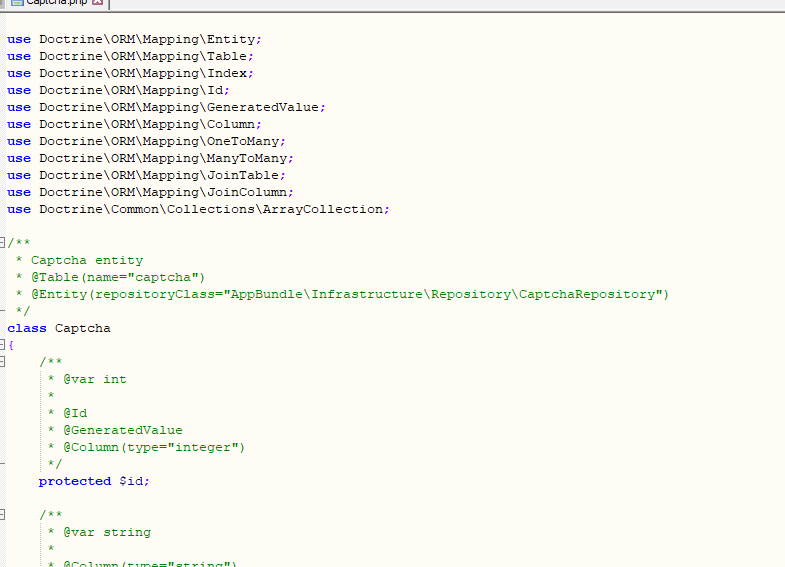 Captcha.php
use Doctrine\ORM\Mapping\Entity;
use Doctrine\ORM\Mapping\Table;
use Doctrine\ORM\Mapping\Index;
use Doctrine\ORM\Mapping\Id;
use Doctrine\ORM\Mapping\GeneratedValue;
use Doctrine\ORM\Mapping\Column;
use Doctrine\ORM\Mapping\OneToMany;
use Doctrine\ORM\Mapping\ManyToMany;
use Doctrine\ORM\Mapping\JoinTable;
use Doctrine\ORM\Mapping\JoinColumn;
use Doctrine\Common\Collections\ArrayCollection;
/**
* Captcha entity
* @Table(name="captcha")
* @Entity(repositoryClass="AppBundle\Infrastructure\Repository\CaptchaRepository")
*/
class Captcha
{
/**
* @var int
*
* @Id
* @GeneratedValue
* @Column(type="integer")
*/
protected $id;
/**
* @var string
*
* @Column(type="string")